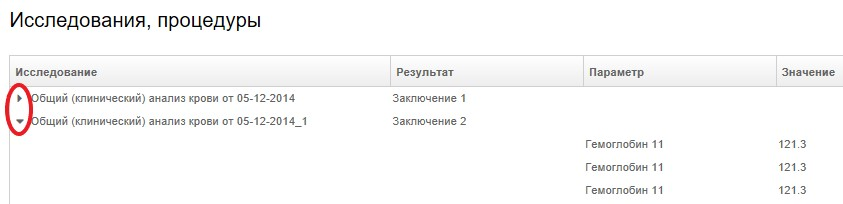 Исследования, процедуры
Исследование Результат Параметр Значение
Общий (клинический) анализ крови от 05-12-2014 Заключение 1
Общий (клинический) анализ крови от 05-12-2014_1 Заключение 2
Гемоглобин 11 121.3
Гемоглобин 11 121.3
Гемоглобин 11 121.3